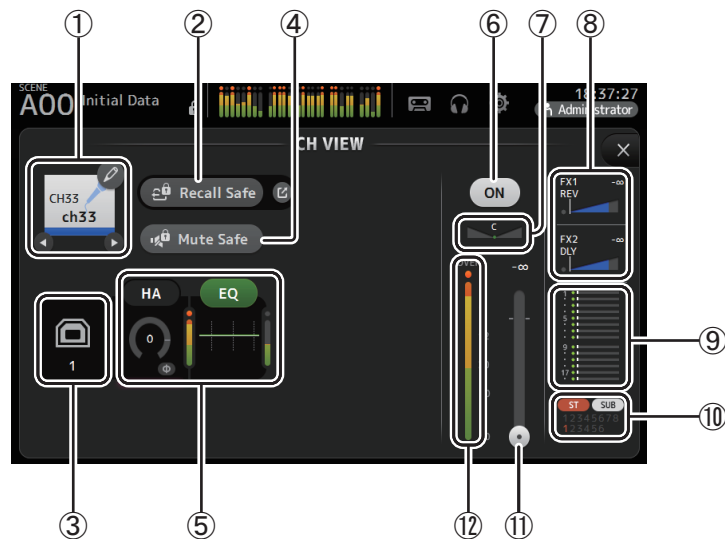 ① ② ④ ⑥ ⑦ ⑧
SCENE
A00 Initial Data
18:37:27
Administrator
CH VIEW
CH33
ch33
Recall Safe
Mute Safe
ON
C
FX1 -∞
REV
FX2 -∞
DLY
HA EQ
0
Φ
1
OVER
-∞
1
5
9
17
ST SUB
12345678
123456
⑨
⑩
③ ⑤ ⑫ ⑪